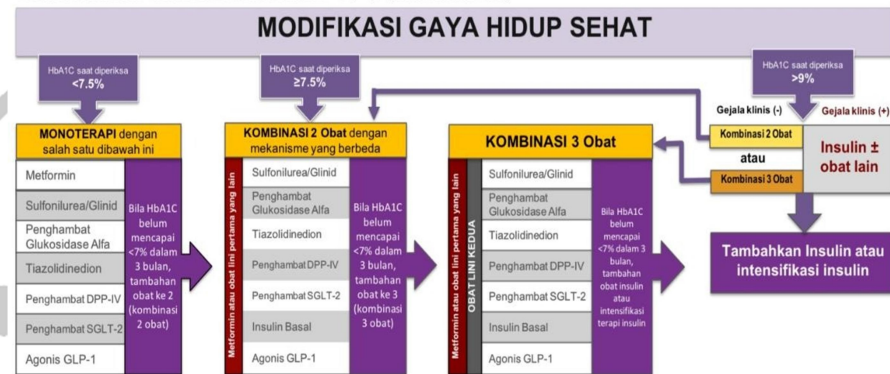 MODIFIKASI GAYA HIDUP SEHAT
HbA1C saat diperiksa
<7.5%
HbA1C saat diperiksa
≥7.5%
HbA1C saat diperiksa
>9%
MONOTERAPI dengan
salah satu dibawah ini
Metformin
Sulfonilurea/Glinid
Penghambat
Glukosidase Alfa
Tiazolidinedion
Penghambat DPP-IV
Penghambat SGLT-2
Agonis GLP-1
Bila HbA1C
belum
mencapai
<7% dalam
3 bulan,
tambahan
obat ke 2
(kombinasi
2 obat)
KOMBINASI 2 Obat dengan
mekanisme yang berbeda
Metformin atau obat lini pertama yang lain
Sulfonilurea/Glinid
Penghambat
Glukosidase Alfa
Tiazolidinedion
Penghambat DPP-IV
Penghambat SGLT-2
Insulin Basal
Agonis GLP-1
Bila HbA1C
belum
mencapai
<7% dalam
3 bulan,
tambahan
obat ke 3
(kombinasi
3 obat)
KOMBINASI 3 Obat
Metformin atau obat lini pertama yang lain
OBAT LINI KEDUA
Sulfonilurea/Glinid
Penghambat
Glukosidase Alfa
Tiazolidinedion
Penghambat DPP-IV
Penghambat SGLT-2
Insulin Basal
Agonis GLP-1
Bila HbA1C
belum
mencapai
<7% dalam 3
bulan,
tambahan
obat insulin
atau
intensifikasi
terapi insulin
Gejala klinis (-)
Gejala klinis (+)
Kombinasi 2 Obat
atau
Kombinasi 3 Obat
Insulin ±
obat lain
Tambahkan Insulin atau
intensifikasi insulin